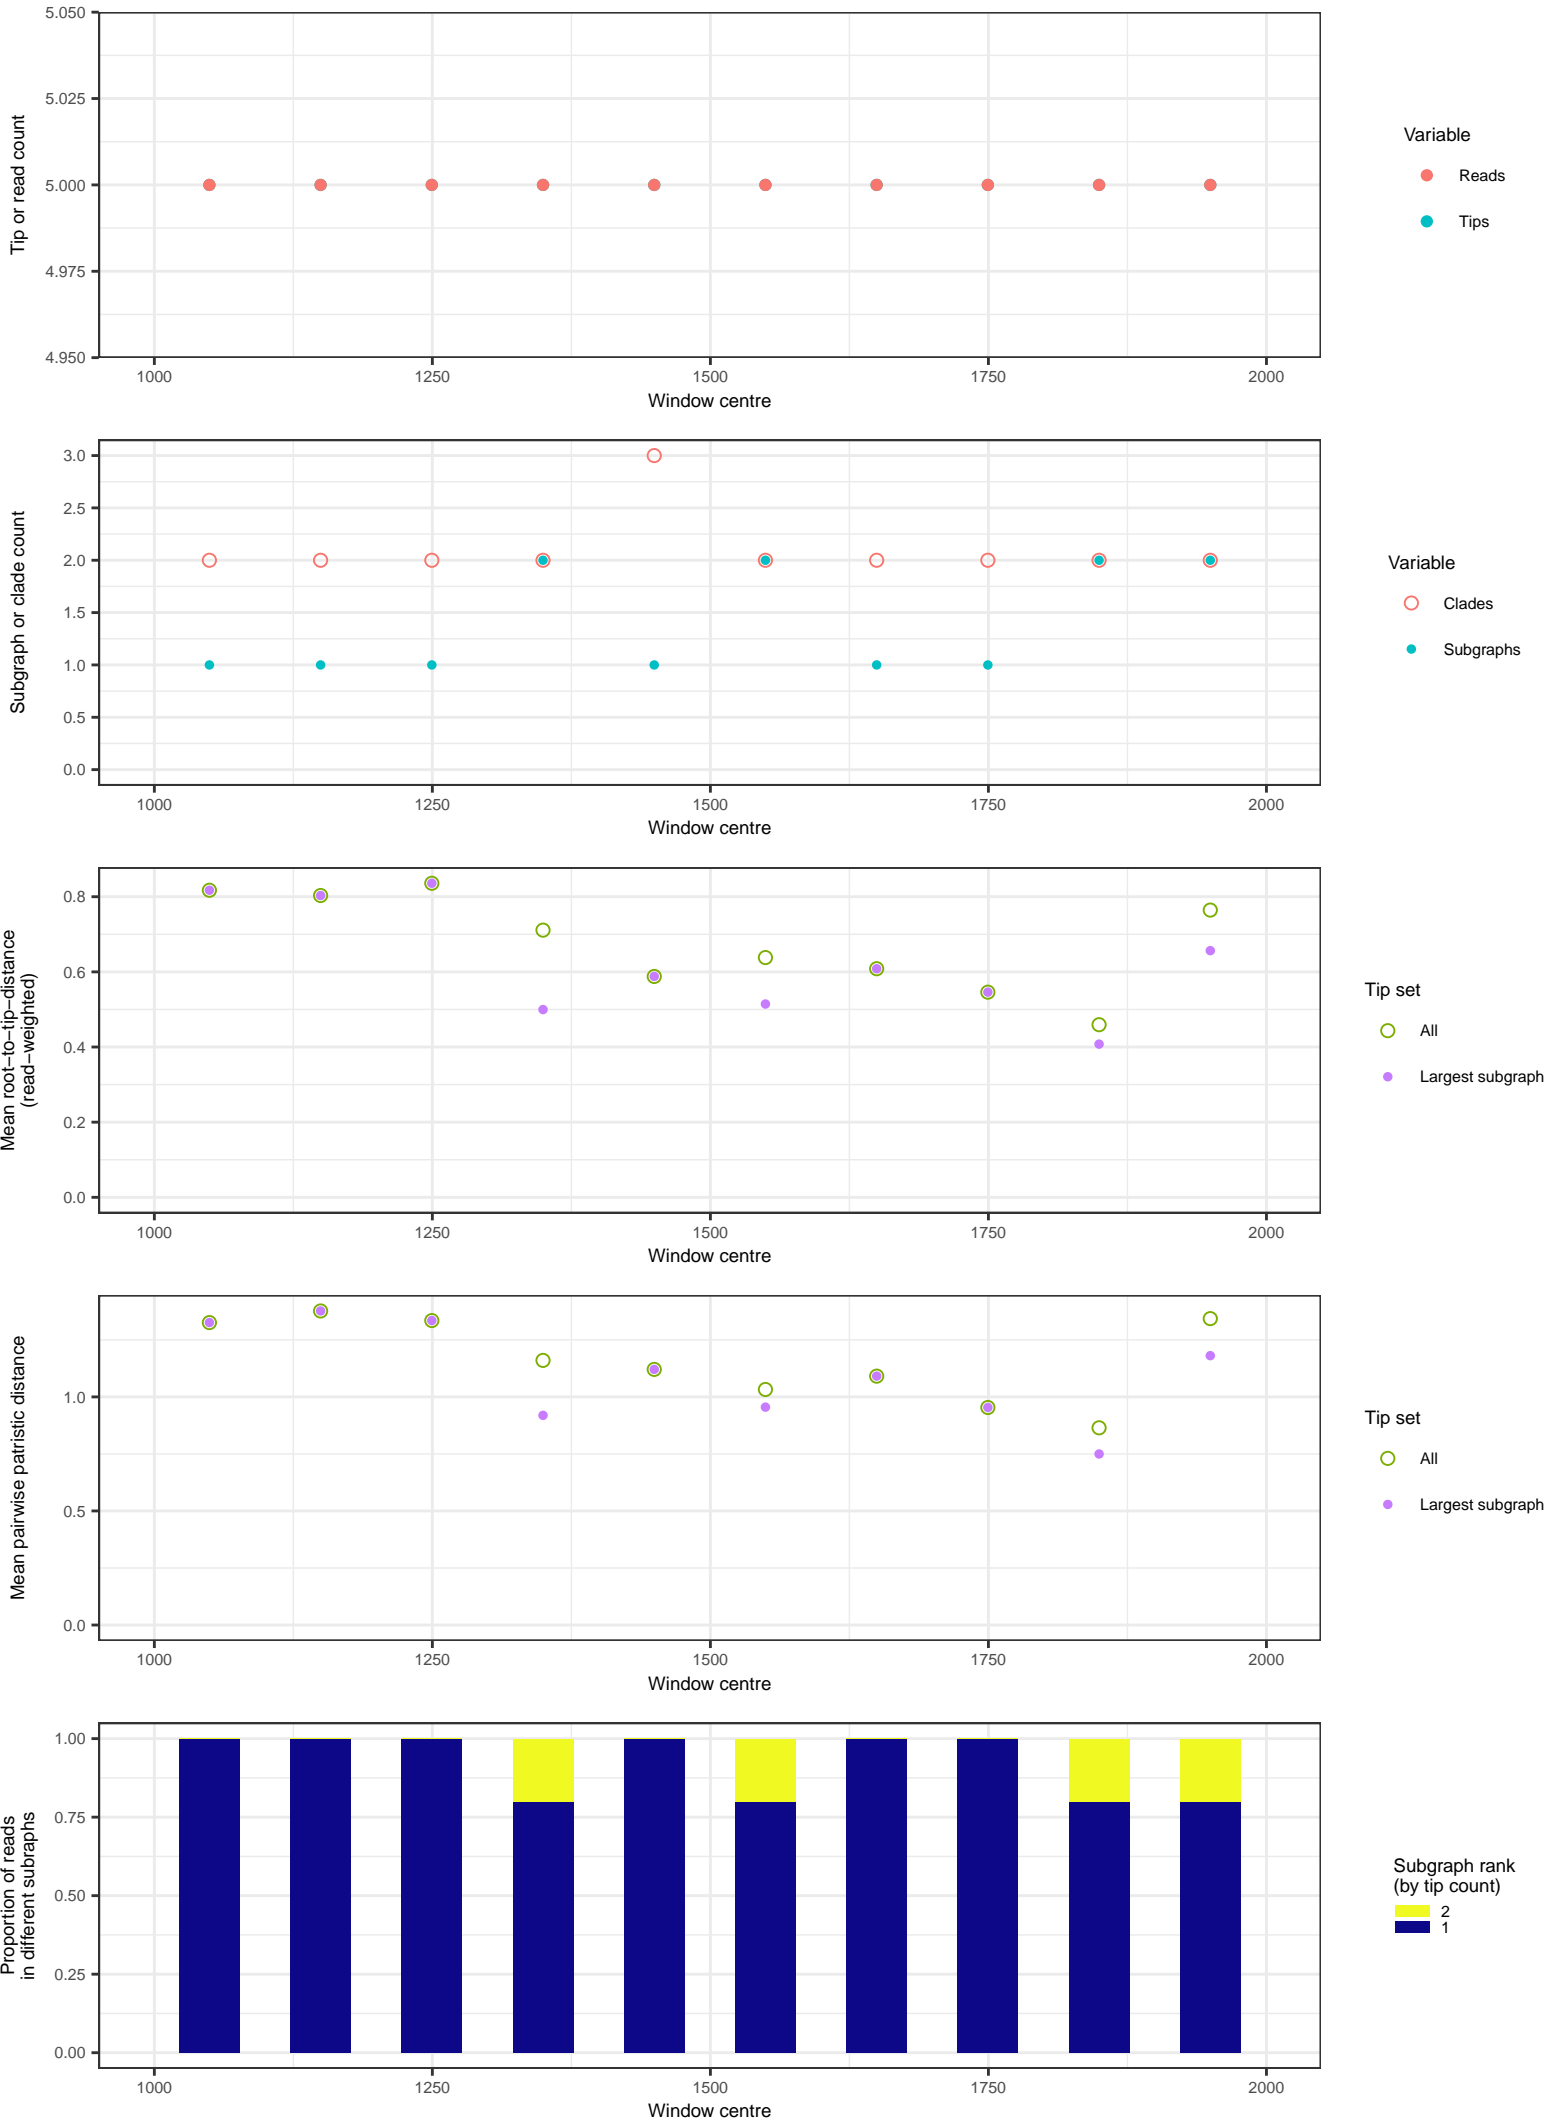 5.050
5.025
5.000
4.975
4.950
Tip or read count
1000 1250 1500 1750 2000
Window centre
Variable
Reads
Tips
3.0
2.5
2.0
1.5
1.0
0.5
0.0
Subgraph or clade count
1000 1250 1500 1750 2000
Window centre
Variable
Clades
Subgraphs
0.8
0.6
0.4
0.2
0.0
Mean root−to−tip−distance
(read−weighted)
1000 1250 1500 1750 2000
Window centre
Tip set
All
Largest subgraph
1.0
0.5
0.0
Mean pairwise patristic distance
1000 1250 1500 1750 2000
Window centre
Tip set
All
Largest subgraph
1.00
0.75
0.50
0.25
0.00
Proportion of reads
in different subraphs
1000 1250 1500 1750 2000
Window centre
Subgraph rank
(by tip count)
2
1